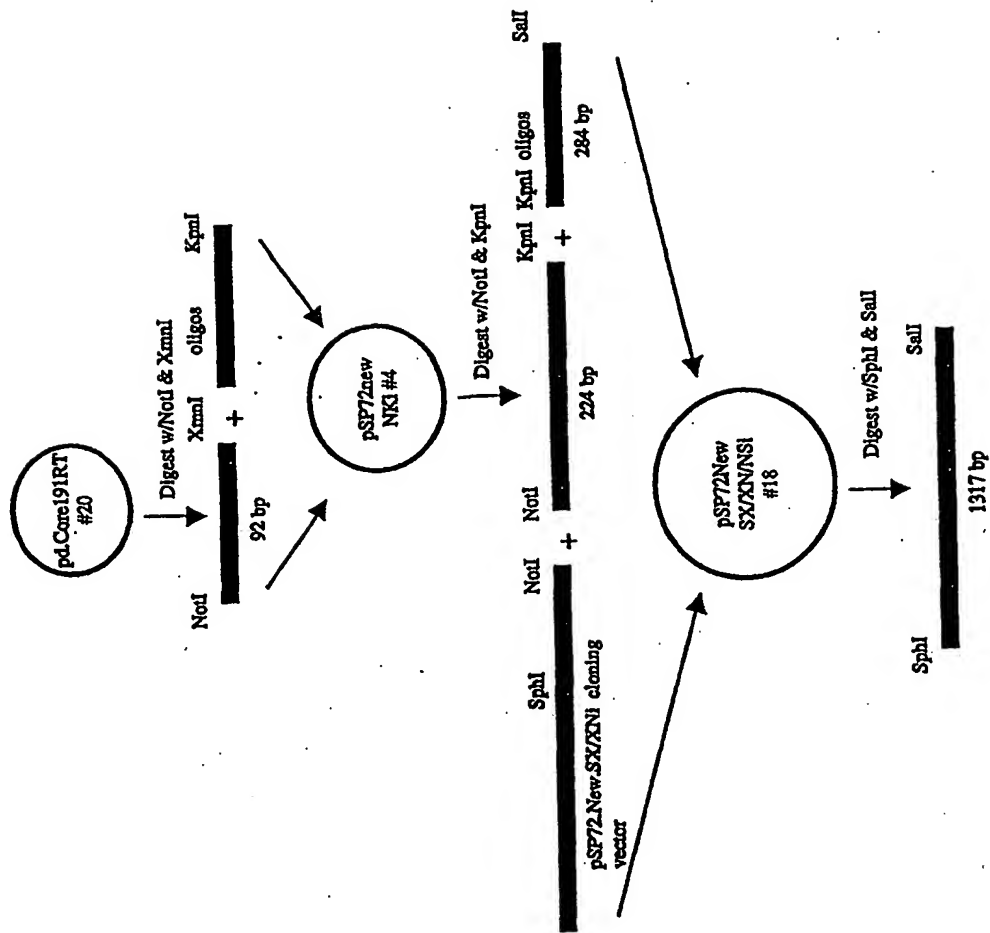 pd.Core191RT
#20
Digest w/NotI & XmnI
NotI
XmnI
oligos
KpnI
+
92 bp
pSP72new
NKI #4
Digest w/NotI & KpnI
SphI
NotI
NotI
KpnI
KpnI oligos
SalI
+
+
pSP72.New.SX/XNi cloning
vector
224 bp
284 bp
pSP72New
SX/XN/NSi
#18
Digest w/SphI & SalI
SphI
SalI
1317 bp